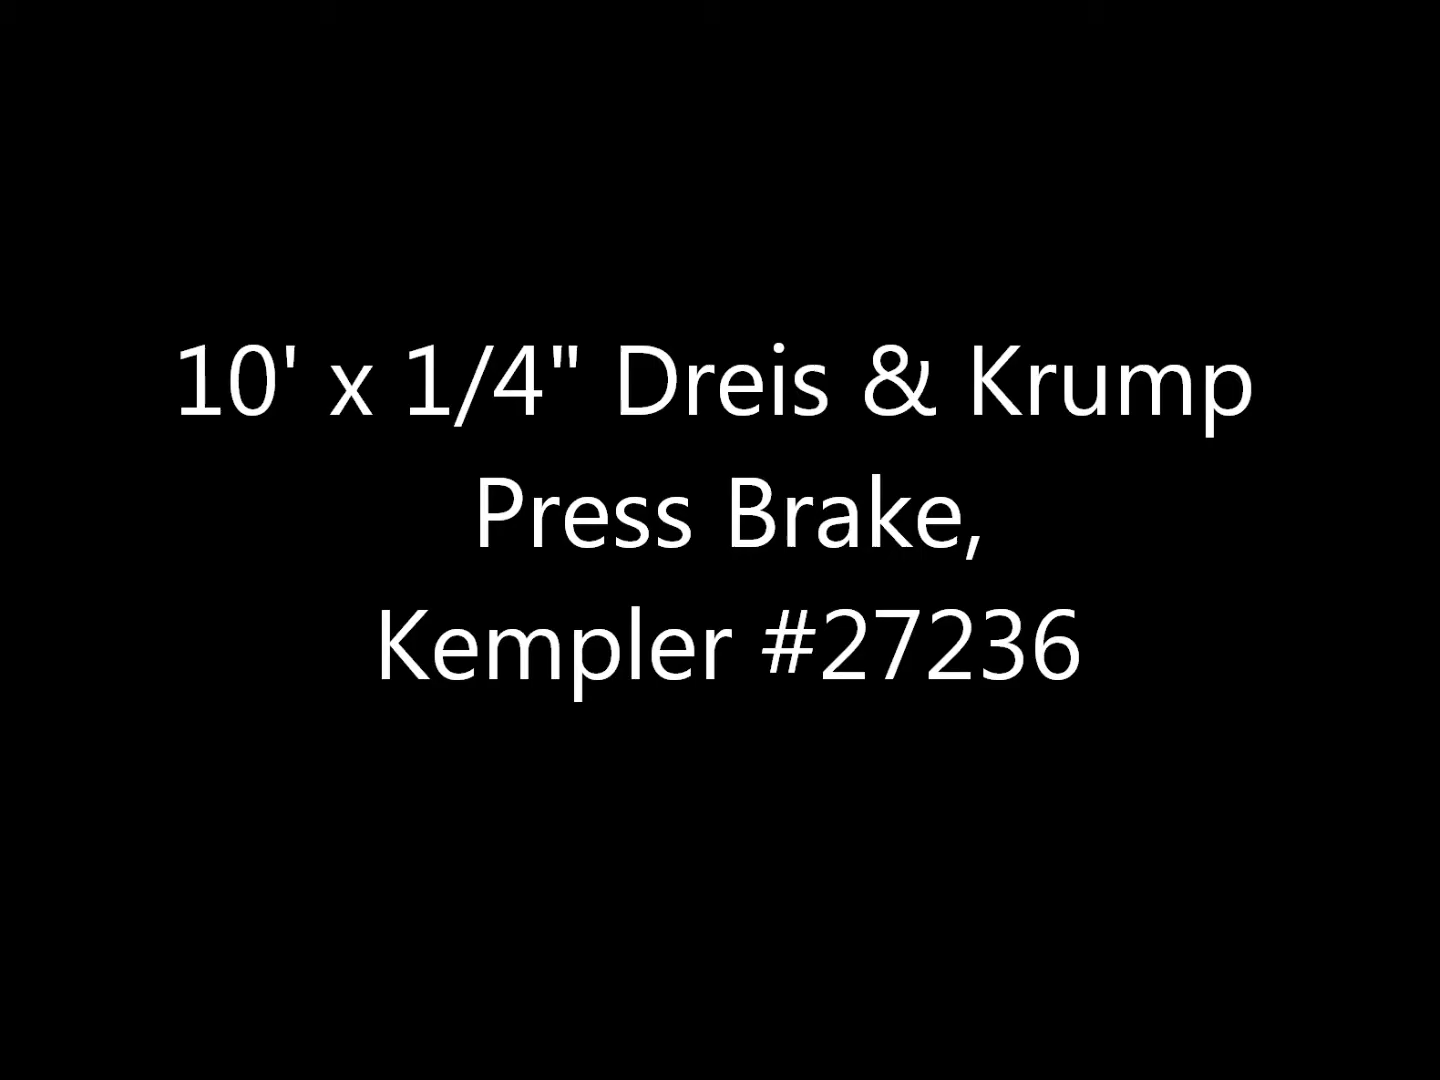 10' x 1/4" Dreis & Krump
Press Brake,
Kempler #27236